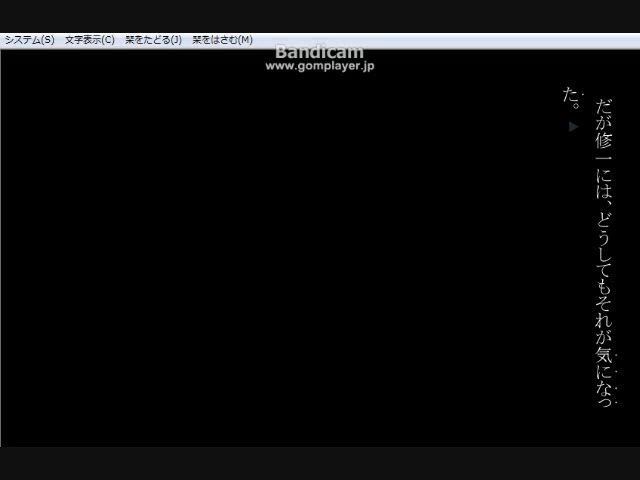 システム(S) 文字表示(C) 栞をたどる(J) 栞をはさむ(M)
Bandicam
www.gomplayer.jp
だが修一には、どうしてもそれが気になっ
た。